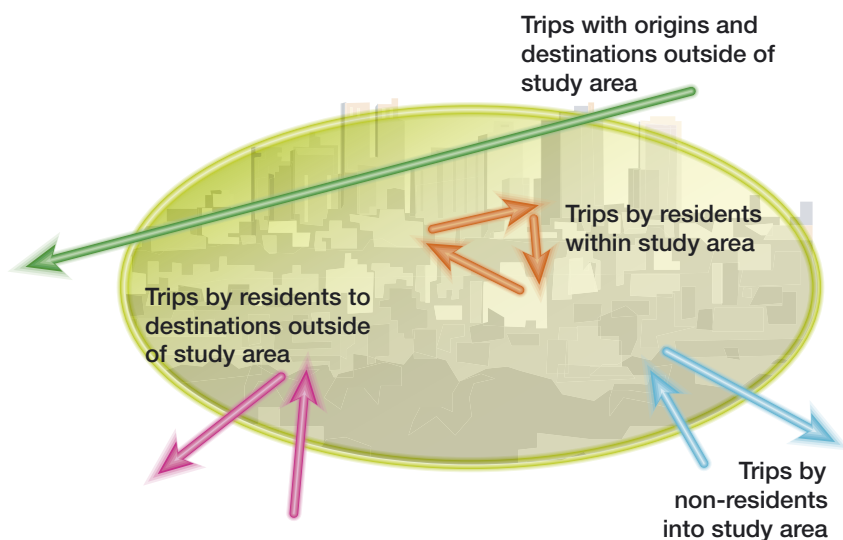 Trips with origins and
destinations outside of
study area
Trips by residents
within study area
Trips by residents to
destinations outside
of study area
Trips by
non-residents
into study area